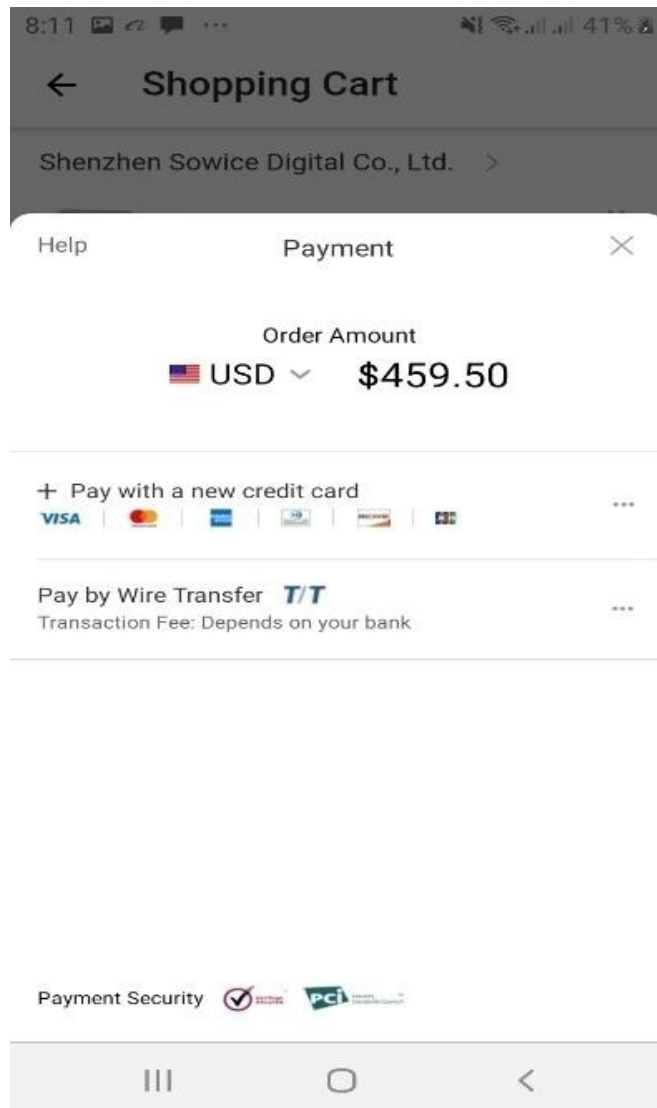 8:11 ... 41%
Shopping Cart
Shenzhen Sowice Digital Co., Ltd. >
Help
Payment
Order Amount
USD $459.50
+ Pay with a new credit card
VISA
Pay by Wire Transfer T/T
Transaction Fee: Depends on your bank
Payment Security
PCI